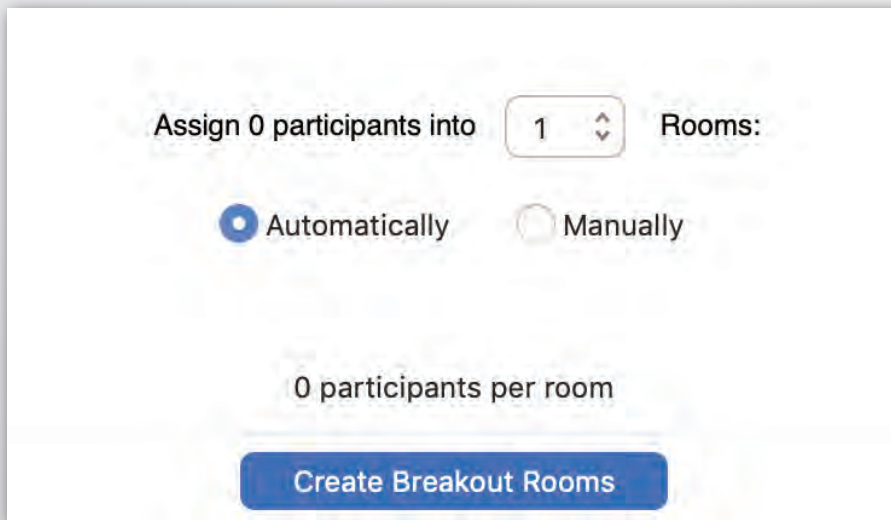 Assign 0 participants into 1 Rooms:
Automatically Manually
0 participants per room
Create Breakout Rooms